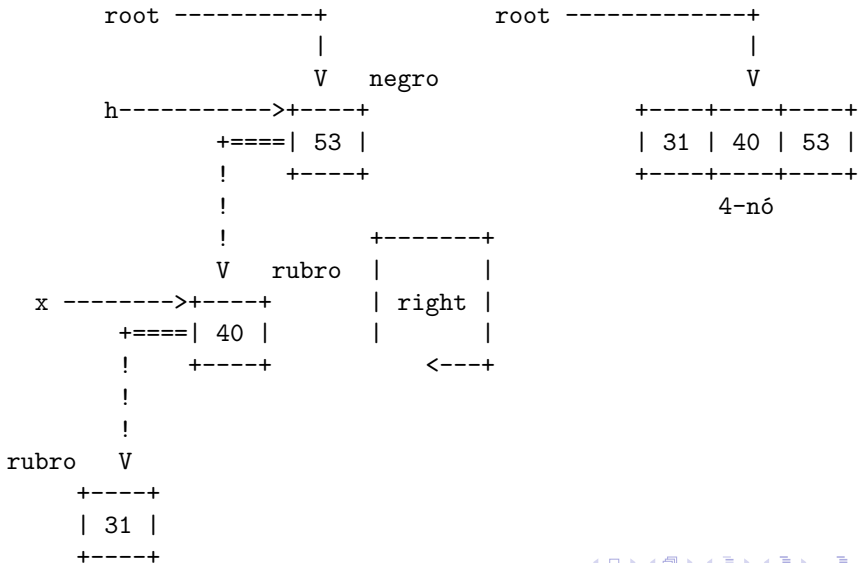 root ----------+          root -------------+
|                           |
V   negro                   V
h----------->+----+                 +----+----+----+
+====| 53 |                 | 31 | 40 | 53 |
!    +----+                 +----+----+----+
!                                4-nó
!         +-------+
V   rubro |       |
x -------->+----+      | right |
+====| 40 |      |       |
!    +----+         <---+
!
!
rubro   V
+----+
| 31 |
+----+